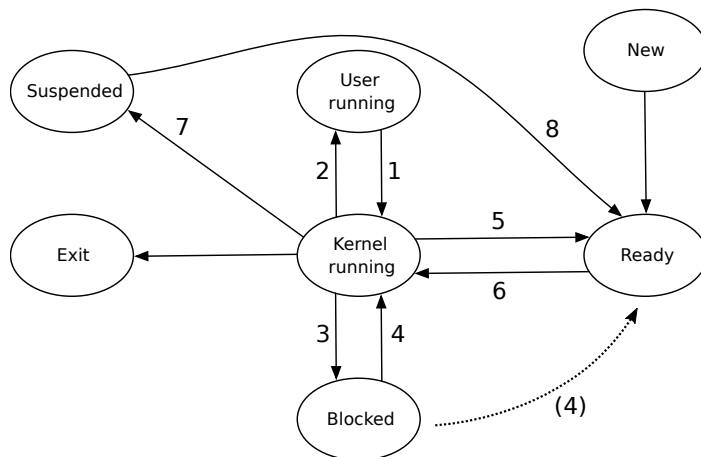 New
User
running
Suspended
8
7
2
1
Kernel
running
5
Exit
Ready
6
3
4
(4)
Blocked